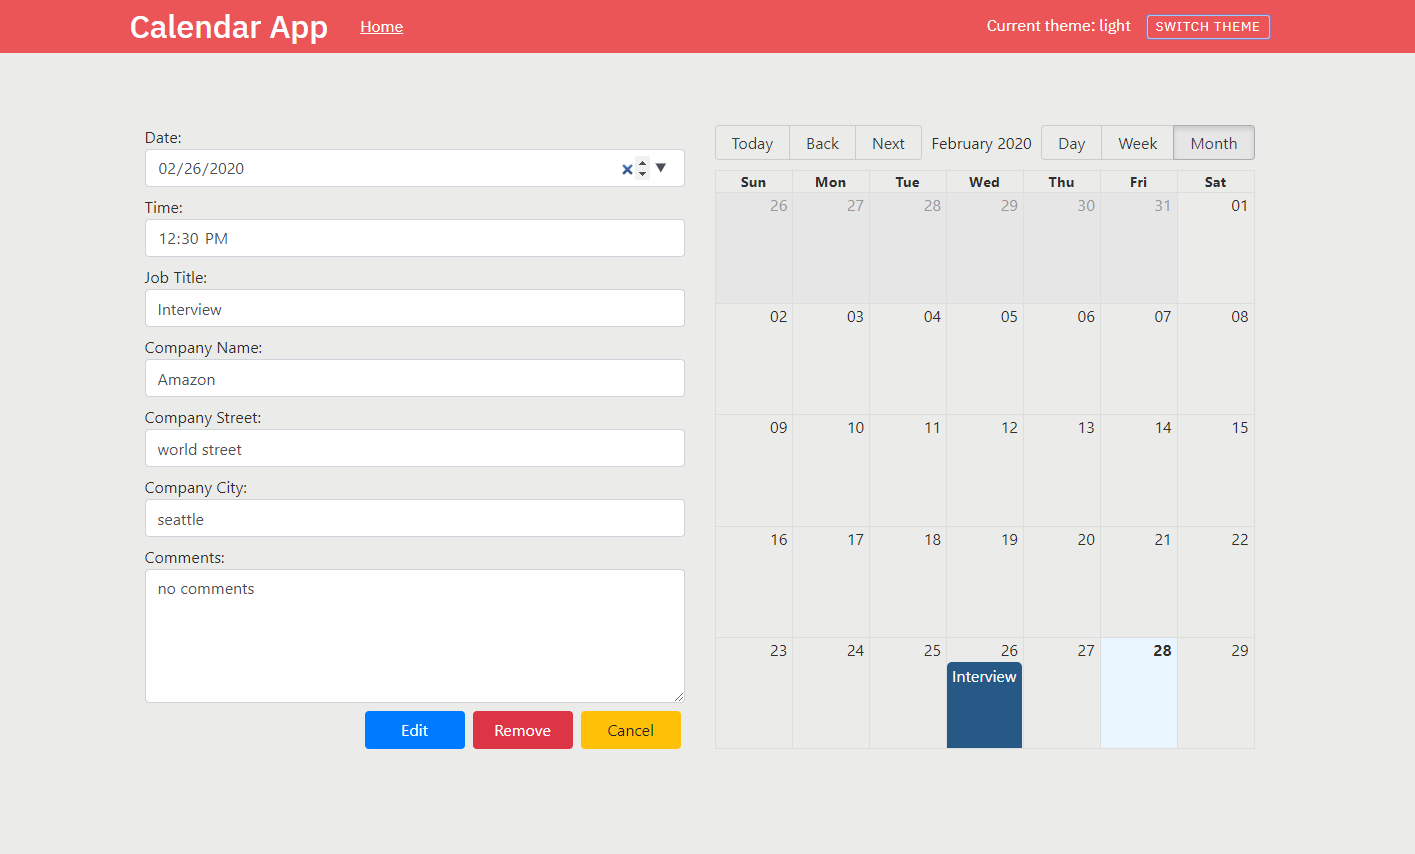 Calendar App Home Current theme: light SWITCH THEME
Date:
02/26/2020
Time:
12:30 PM
Job Title:
Interview
Company Name:
Amazon
Company Street:
world street
Company City:
seattle
Comments:
no comments
Edit Remove Cancel
Today Back Next February 2020 Day Week Month
Sun Mon Tue Wed Thu Fri Sat
26 27 28 29 30 31 01
02 03 04 05 06 07 08
09 10 11 12 13 14 15
16 17 18 19 20 21 22
23 24 25 26 27 28 29
Interview